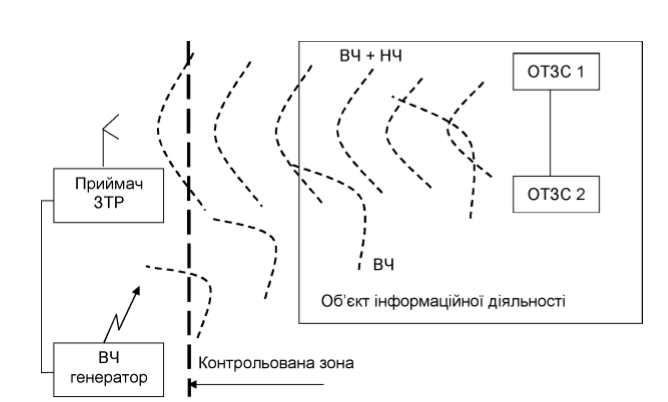 ВЧ + НЧ
ОТЗС 1
Приймач
ЗТР
ОТЗС 2
ВЧ
Об’єкт інформаційної діяльності
ВЧ
генератор
Контрольована зона